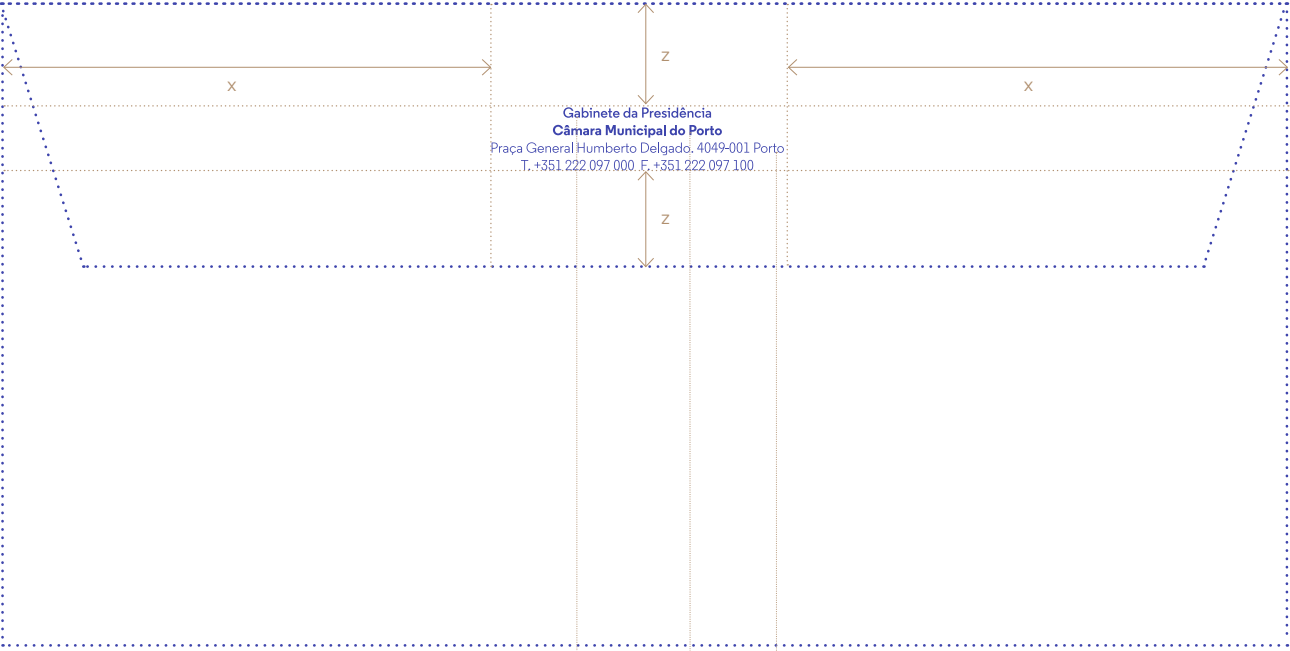 Z
X
X
Gabinete da Presidência
Câmara Municipal do Porto
Praça General Humberto Delgado. 4049-001 Porto
T. +351 222 097 000 F. +351 222 097 100
Z